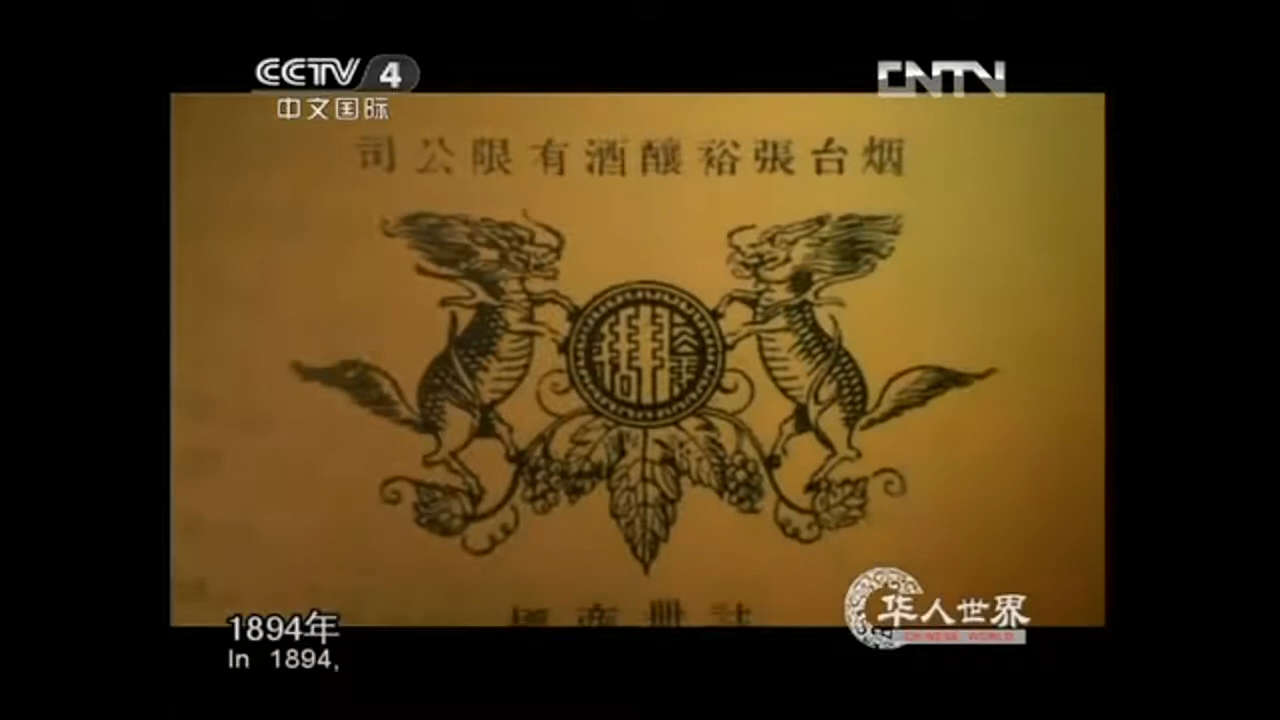 CCTV 4
中文国际
CNTV
烟台張裕釀酒有限公司
华人世界
CHINESE WORLD
1894年
In 1894,